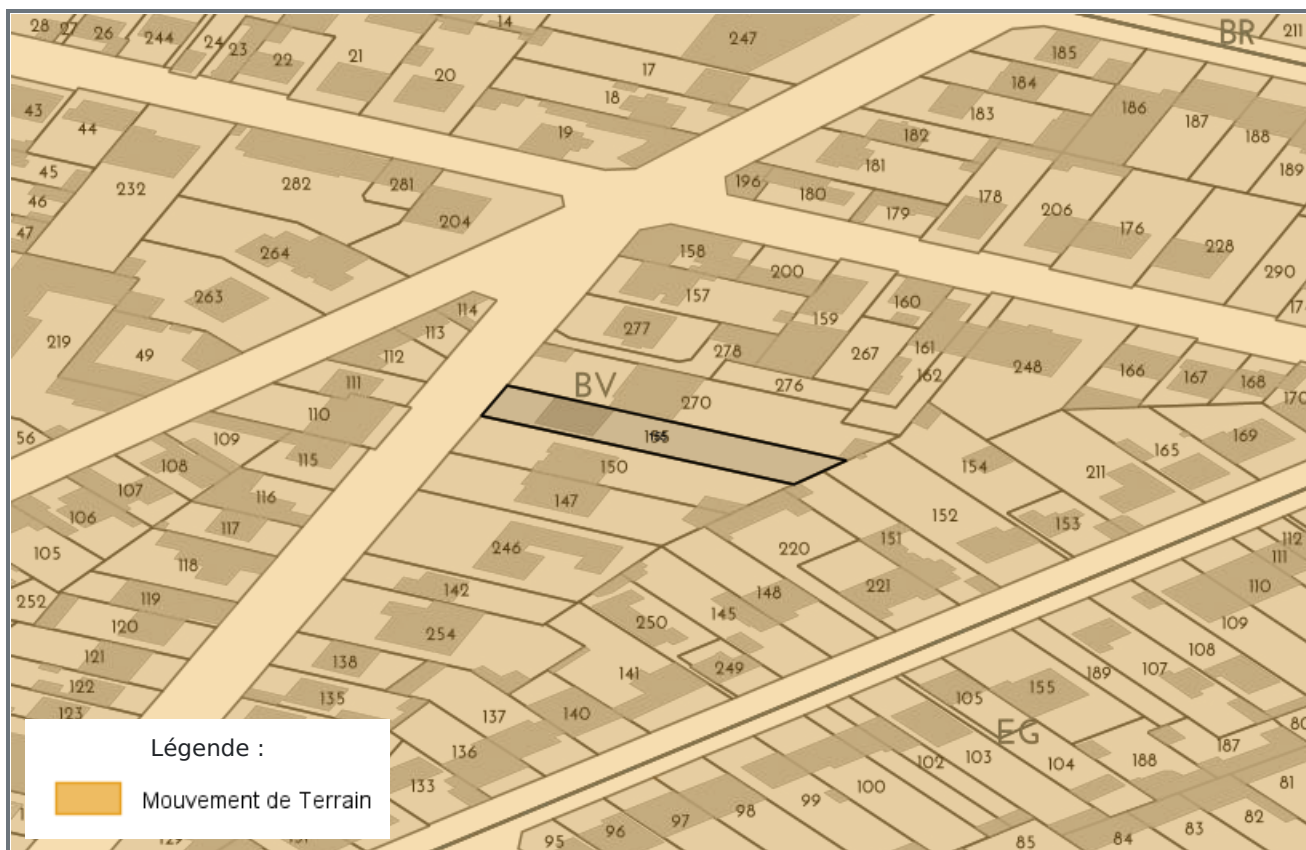 28 27 26 244 24 23 22 21 14 247 BR 211
20 17 18 19 185 184 183 186 187 188 189
43 44 45 46 47 232 282 281 204 264 263
182 181 196 180 179 178 206 176 228 290
158 200 157 277 278 159 160 161 162 267 276 248
219 49 114 113 112 111 110 109
166 167 168 170 169 165 211 154 153 152
BV
270
56 108 107 106 105 115 116 117 118 119 120 121 122 123 252
150 147 246 142 254 138 135 137 136 133 140 141
220 151 221 148 145 250 249
112 111 110 109 108 107 189 155 105
EG
103 104 102 100 99 98 97 96 95
188 187 80 81 82 83 84 85
129
Légende :
Mouvement de Terrain